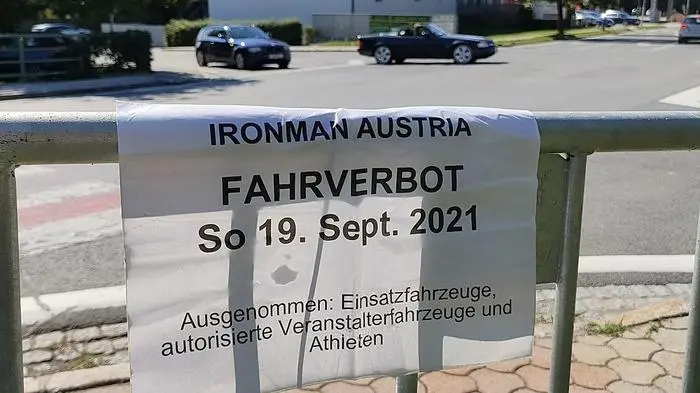 IRONMAN AUSTRIA
FAHRVERBOT
So 19. Sept. 2021
Ausgenommen: Einsatzfahrzeuge,
autorisierte Veranstalterfahrzeuge und
Athleten